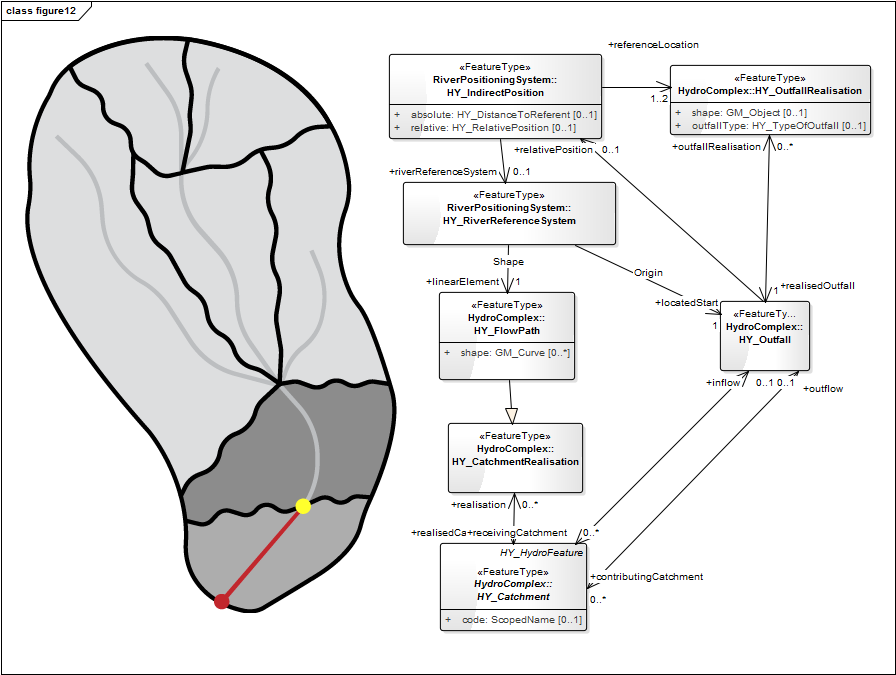 class figure12
+referenceLocation
«FeatureType»
RiverPositioningSystem::
HY_IndirectPosition
+ absolute: HY_DistanceToReferent [0..1]
+ relative: HY_RelativePosition [0..1]
1..2
«FeatureType»
HydroComplex::HY_OutfallRealisation
+ shape: GM_Object [0..1]
+ outfallType: HY_TypeOfOutfall [0..1]
+relativePosition 0..1
+outfallRealisation 0..*
+riverReferenceSystem 0..1
«FeatureType»
RiverPositioningSystem::
HY_RiverReferenceSystem
Shape
Origin
+linearElement 1
1 +realisedOutfall
+locatedStart
1
«FeatureType»
HydroComplex::
HY_FlowPath
+ shape: GM_Curve [0..*]
«FeatureTy...
HydroComplex::
HY_Outfall
+inflow 0..1 0..1
+outflow
«FeatureType»
HydroComplex::
HY_CatchmentRealisation
+realisation 0..*
+realisedCa+receivingCatchment 0..*
HY_HydroFeature
«FeatureType»
HydroComplex::
HY_Catchment
+ code: ScopedName [0..1]
+contributingCatchment
0..*